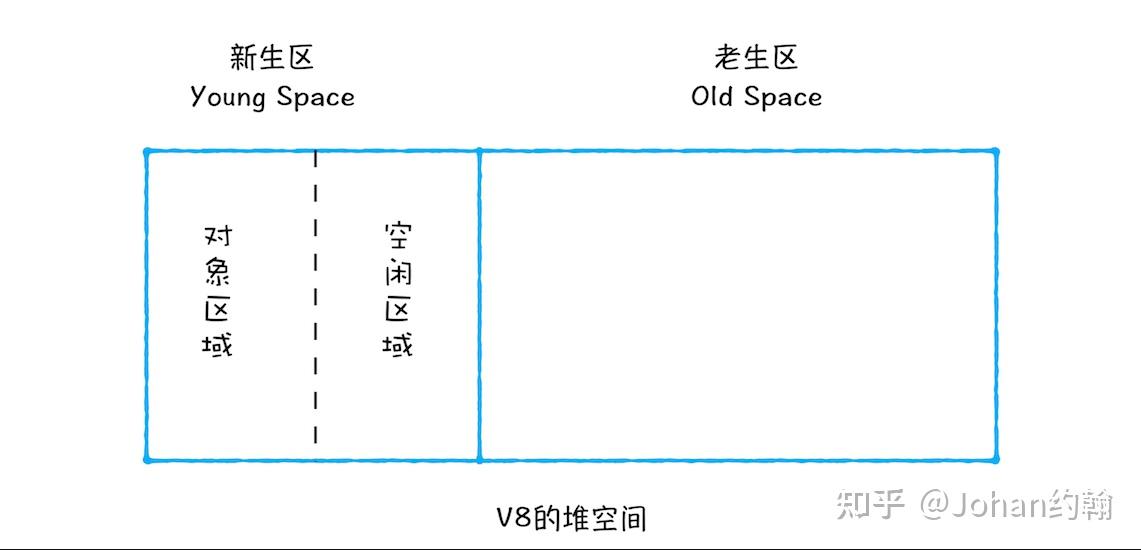 新生区
Young Space
老生区
Old Space
对象区域
空闲区域
V8的堆空间
知乎 @Johan约翰